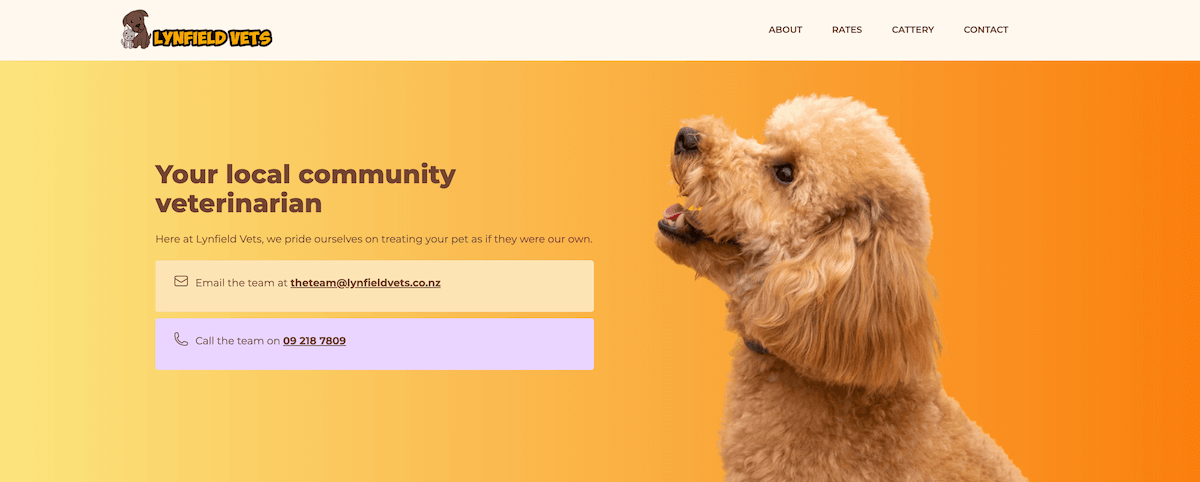 LYNFIELD VETS
ABOUT
RATES
CATTERY
CONTACT
Your local community
veterinarian
Here at Lynfield Vets, we pride ourselves on treating your pet as if they were our own.
Email the team at theteam@lynfieldvets.co.nz
Call the team on 09 218 7809